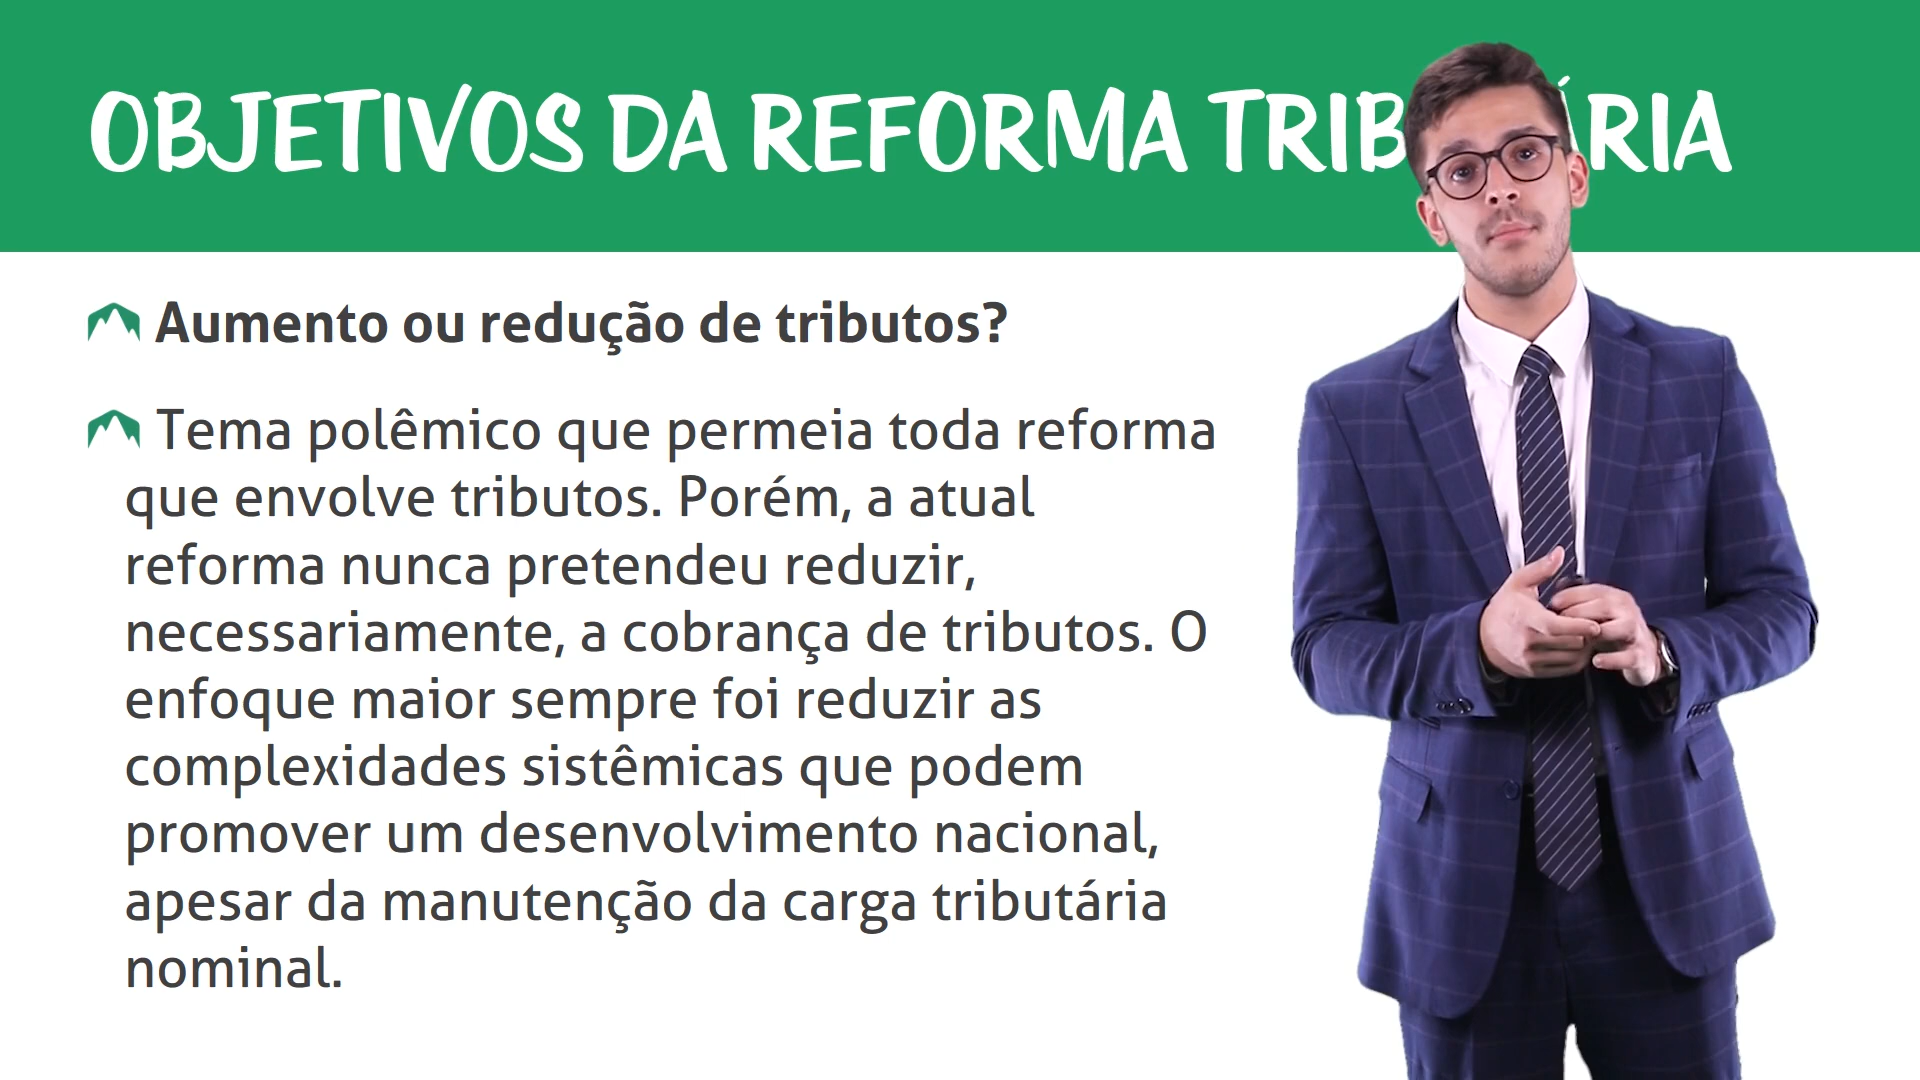 OBJETIVOS DA REFORMA TRIB ÁRIA
Aumento ou redução de tributos?
Tema polêmico que permeia toda reforma
que envolve tributos. Porém, a atual
reforma nunca pretendeu reduzir,
necessariamente, a cobrança de tributos. O
enfoque maior sempre foi reduzir as
complexidades sistêmicas que podem
promover um desenvolvimento nacional,
apesar da manutenção da carga tributária
nominal.